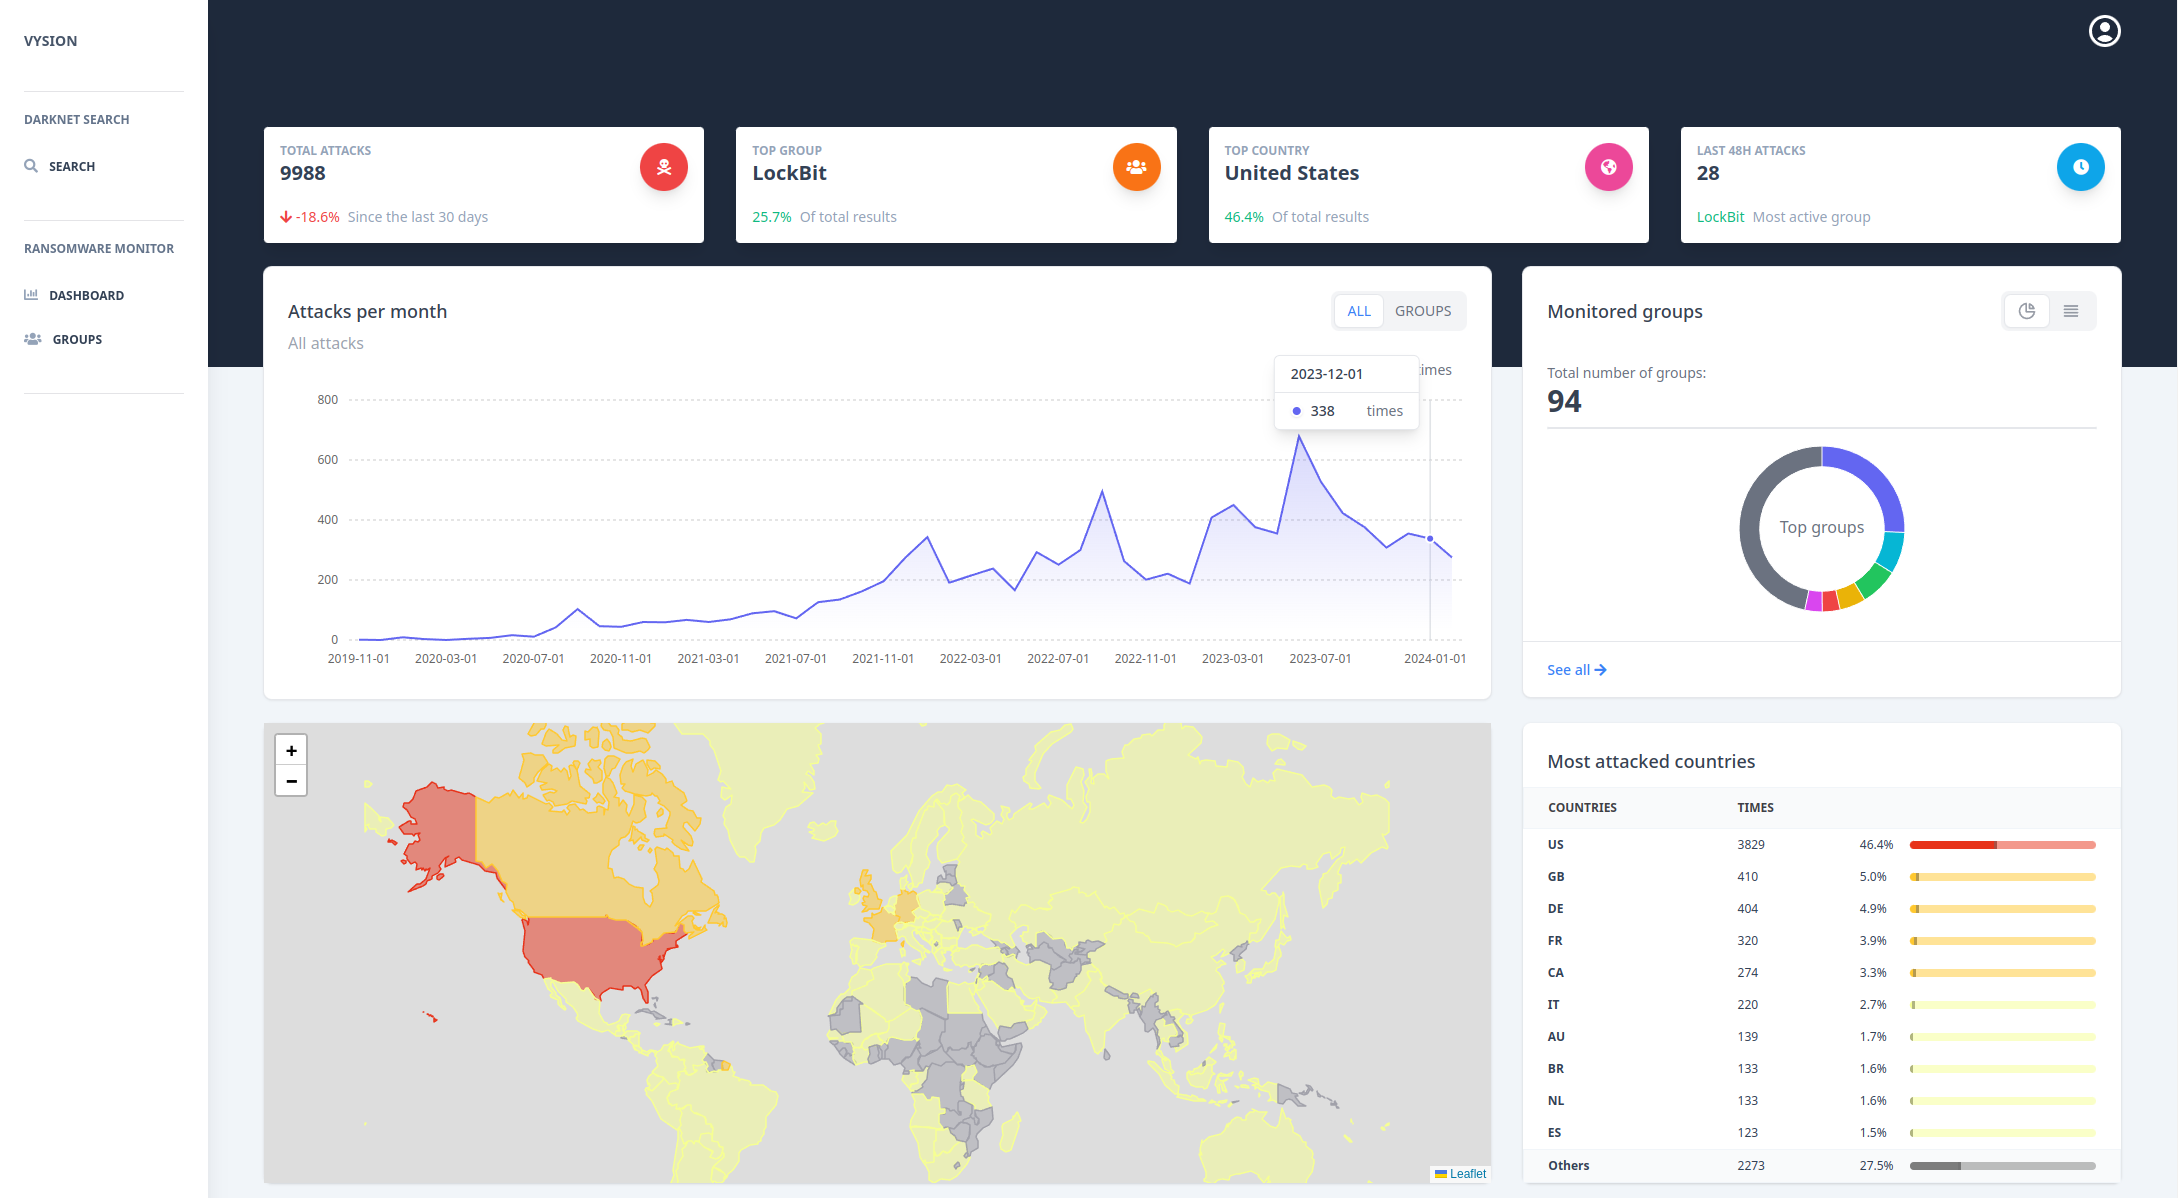 VYSION
DARKNET SEARCH
SEARCH
RANSOMWARE MONITOR
DASHBOARD
GROUPS
TOTAL ATTACKS
9988
-18.6% Since the last 30 days
TOP GROUP
LockBit
25.7% Of total results
TOP COUNTRY
United States
46.4% Of total results
LAST 48H ATTACKS
28
LockBit Most active group
Attacks per month
ALL GROUPS
All attacks
times
2023-12-01
338 times
800
600
400
200
0
2019-11-01 2020-03-01 2020-07-01 2020-11-01 2021-03-01 2021-07-01 2021-11-01 2022-03-01 2022-07-01 2022-11-01 2023-03-01 2023-07-01 2024-01-01
Monitored groups
Total number of groups:
94
Top groups
See all
+
−
Leaflet
Most attacked countries
COUNTRIES TIMES
US 3829 46.4%
GB 410 5.0%
DE 404 4.9%
FR 320 3.9%
CA 274 3.3%
IT 220 2.7%
AU 139 1.7%
BR 133 1.6%
NL 133 1.6%
ES 123 1.5%
Others 2273 27.5%